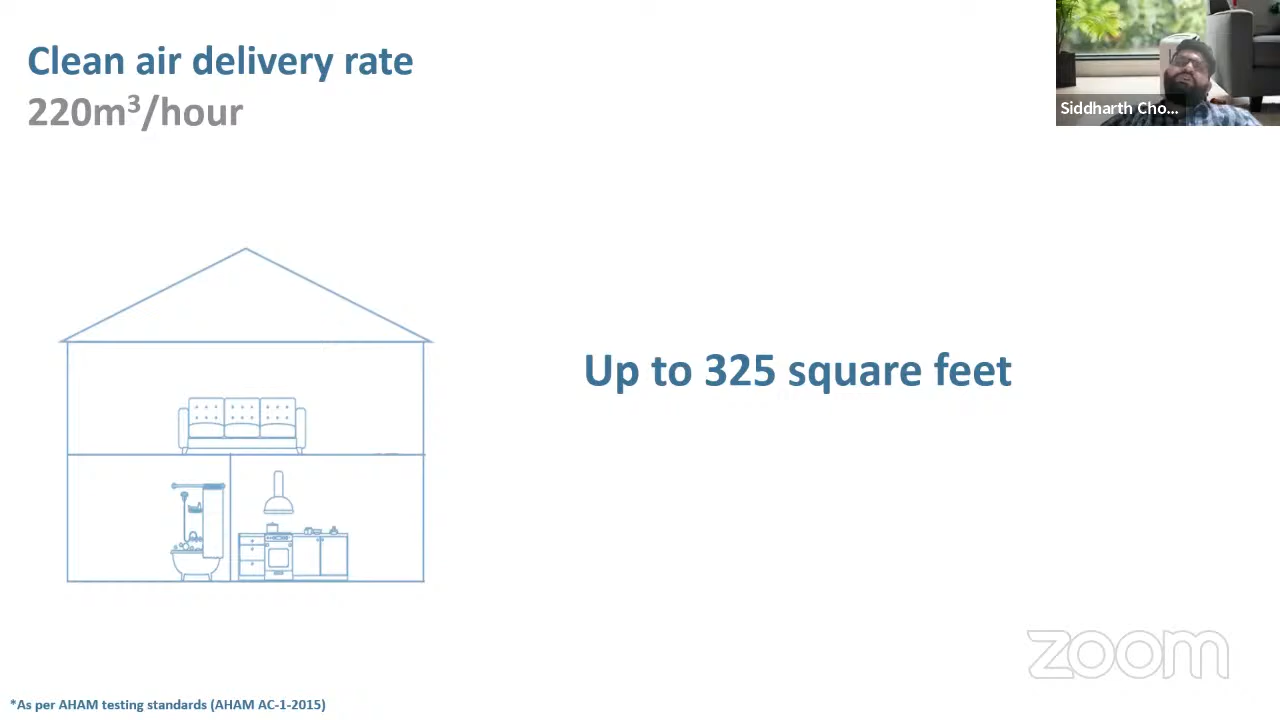 Clean air delivery rate
220m³/hour
Siddharth Cho...
Up to 325 square feet
zoom
*As per AHAM testing standards (AHAM AC-1-2015)